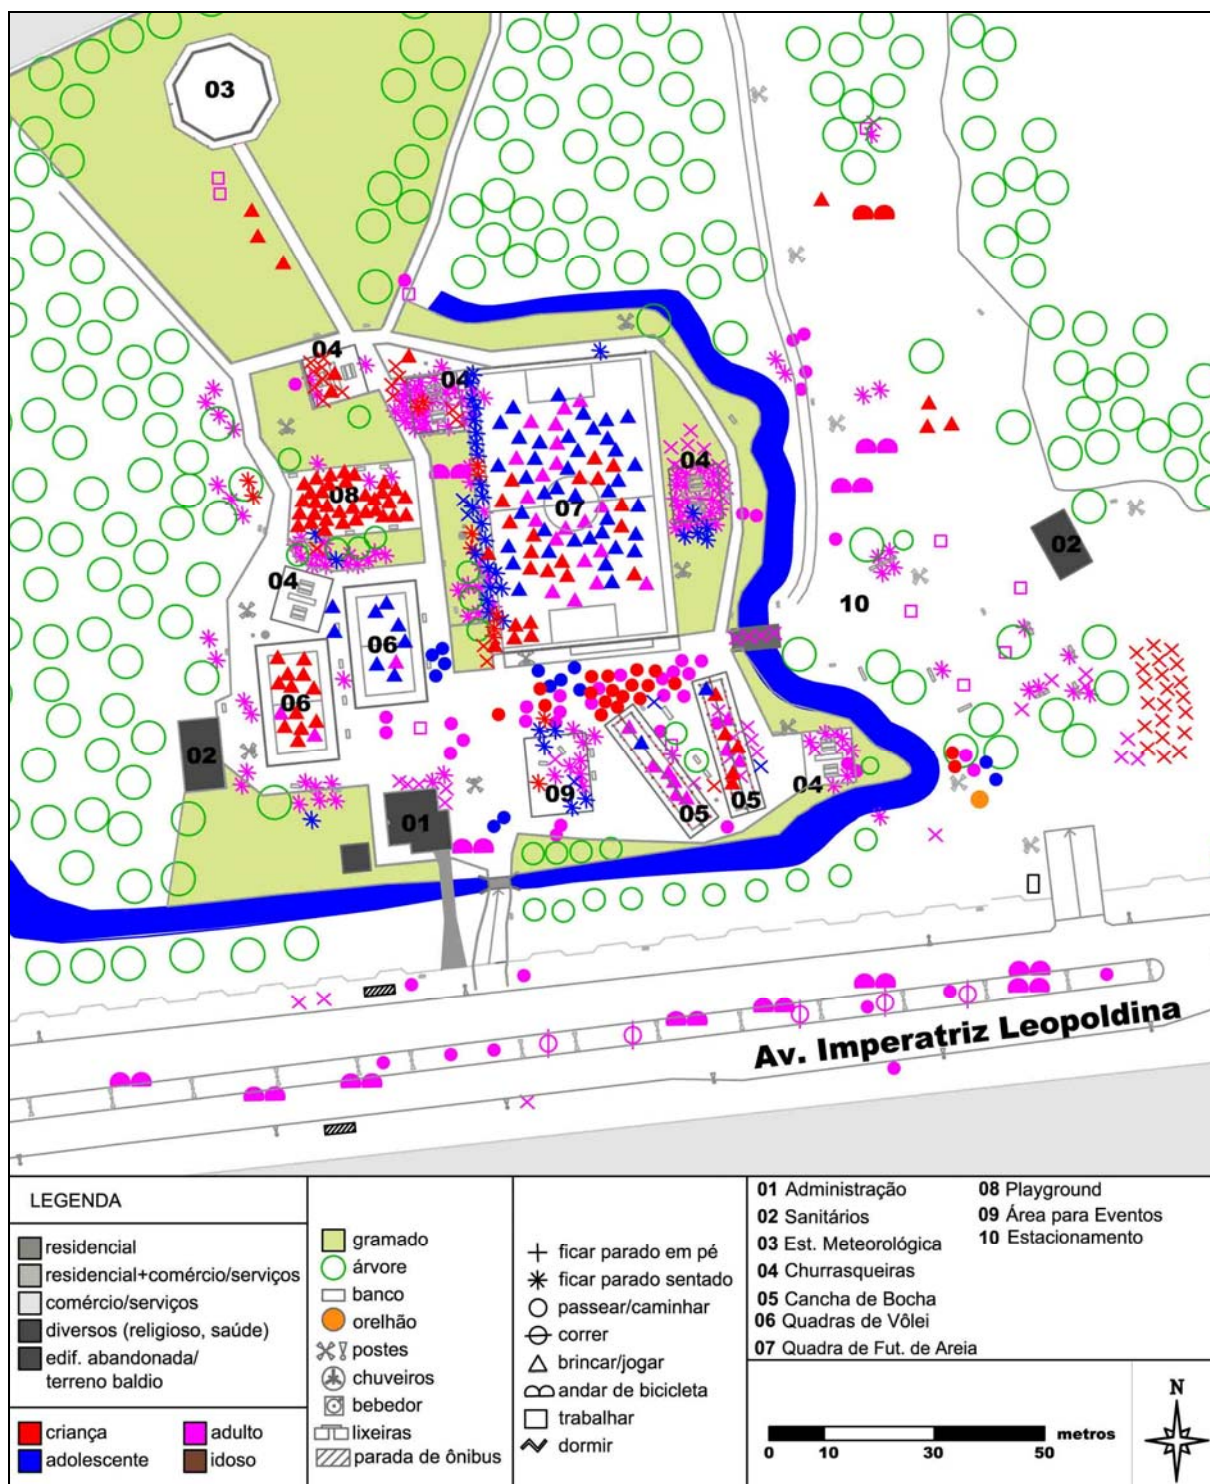 03
04
04
04
08
07
02
04
10
06
06
02
04
09
05
05
01
Av. Imperatriz Leopoldina
LEGENDA
residencial
residencial+comércio/serviços
comércio/serviços
diversos (religioso, saúde)
edif. abandonada/
terreno baldio
criança
adolescente
adulto
idoso
gramado
árvore
banco
orelhão
postes
chuveiros
bebedor
lixeiras
parada de ônibus
ficar parado em pé
ficar parado sentado
passear/caminhar
correr
brincar/jogar
andar de bicicleta
trabalhar
dormir
01 Administração
02 Sanitários
03 Est. Meteorológica
04 Churrasqueiras
05 Cancha de Bocha
06 Quadras de Vôlei
07 Quadra de Fut. de Areia
08 Playground
09 Área para Eventos
10 Estacionamento
metros
0 10 30 50
N